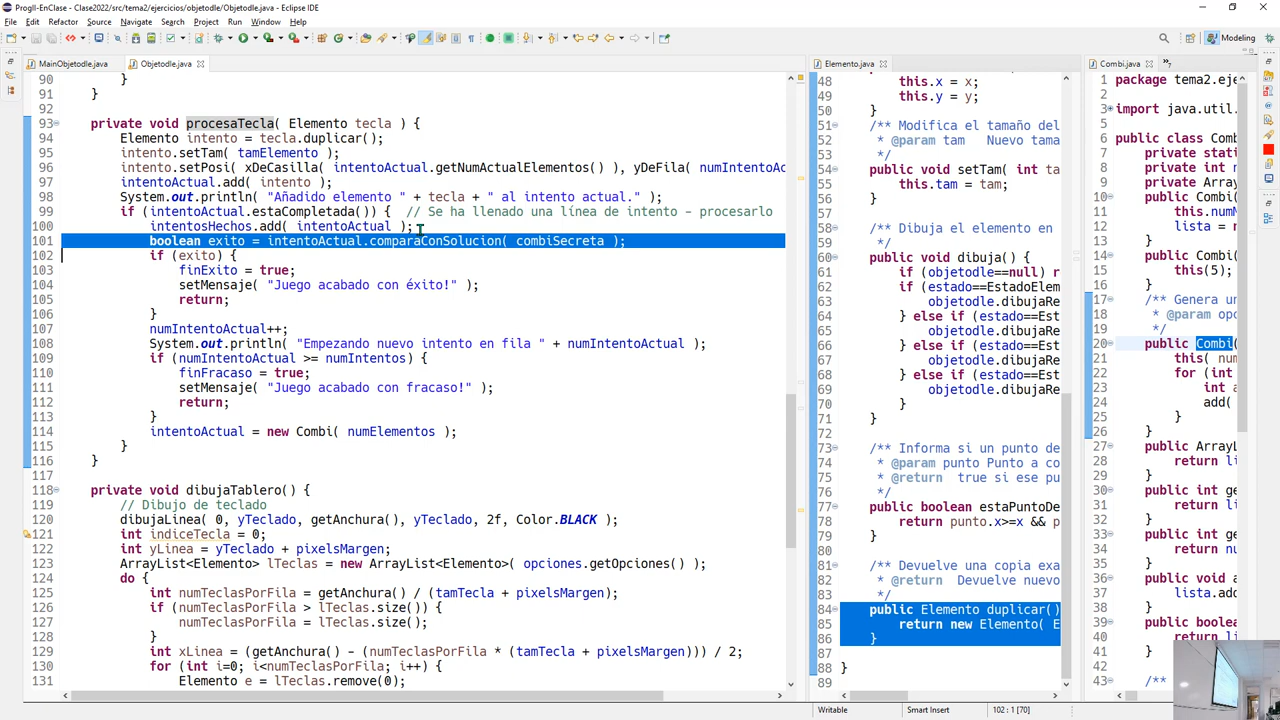 ProgII-EnClase - Clase2022/src/tema2/ejercicios/objetodle/Objetodle.java - Eclipse IDE
File Edit Refactor Source Navigate Search Project Run Window Help
Modeling
MainObjetodle.java
Objetodle.java
90 }
91 }
92
93 private void procesaTecla( Elemento tecla ) {
94 Elemento intento = tecla.duplicar();
95 intento.setTam( tamElemento );
96 intento.setPosi( xDeCasilla( intentoActual.getNumActualElementos() ), yDeFila( numIntentoAc
97 intentoActual.add( intento );
98 System.out.println( "Añadido elemento " + tecla + " al intento actual." );
99 if (intentoActual.estaCompletada()) { // Se ha llenado una línea de intento - procesarlo
100 intentosHechos.add( intentoActual );
101 boolean exito = intentoActual.comparaConSolucion( combiSecreta );
102 if (exito) {
103 finExito = true;
104 setMensaje( "Juego acabado con éxito!" );
105 return;
106 }
107 numIntentoActual++;
108 System.out.println( "Empezando nuevo intento en fila " + numIntentoActual );
109 if (numIntentoActual >= numIntentos) {
110 finFracaso = true;
111 setMensaje( "Juego acabado con fracaso!" );
112 return;
113 }
114 intentoActual = new Combi( numElementos );
115 }
116 }
117
118 private void dibujaTablero() {
119 // Dibujo de teclado
120 dibujaLinea( 0, yTeclado, getAnchura(), yTeclado, 2f, Color.BLACK );
121 int indiceTecla = 0;
122 int yLinea = yTeclado + pixelsMargen;
123 ArrayList<Elemento> lTeclas = new ArrayList<Elemento>( opciones.getOpciones() );
124 do {
125 int numTeclasPorFila = getAnchura() / (tamTecla + pixelsMargen);
126 if (numTeclasPorFila > lTeclas.size()) {
127 numTeclasPorFila = lTeclas.size();
128 }
129 int xLinea = (getAnchura() - (numTeclasPorFila * (tamTecla + pixelsMargen))) / 2;
130 for (int i=0; i<numTeclasPorFila; i++) {
131 Elemento e = lTeclas.remove(0);
Elemento.java
48 this.x = x;
49 this.y = y;
50 }
51 /** Modifica el tamaño del
52 * @param tam Nuevo tama
53 */
54 public void setTam( int ta
55 this.tam = tam;
56 }
57
58 /** Dibuja el elemento en
59 */
60 public void dibuja() {
61 if (objetodle==null) r
62 if (estado==EstadoElem
63 objetodle.dibujaRe
64 } else if (estado==Est
65 objetodle.dibujaRe
66 } else if (estado==Est
67 objetodle.dibujaRe
68 } else if (estado==Est
69 objetodle.dibujaRe
70 }
71 }
72
73 /** Informa si un punto de
74 * @param punto Punto a co
75 * @return true si ese pu
76 */
77 public boolean estaPuntoDe
78 return punto.x>=x && p
79 }
80
81 /** Devuelve una copia exa
82 * @return Devuelve nuevo
83 */
84 public Elemento duplicar()
85 return new Elemento( E
86 }
87
88 }
89
Combi.java
1 package tema2.eje
2
3 import java.util.
5
6 public class Comb
7 private stati
8 private int n
9 private Array
10 public Combi(
11 this.numM
12 lista =
13 }
14 public Combi(
15 this(5);
16 }
17 /** Genera un
18 * @param opc
19 */
20 public Combi(
21 this( num
22 for (int
23 int a
24 add(
25 }
26 }
27 public ArrayL
28 return li
29 }
30 public int ge
31 return li
32 }
33 public int ge
34 return nu
35 }
36 public void a
37 lista.add
38 }
39 public boolea
40 return li
41 }
42
43 /**
Writable Smart Insert 102 : 1 [70]